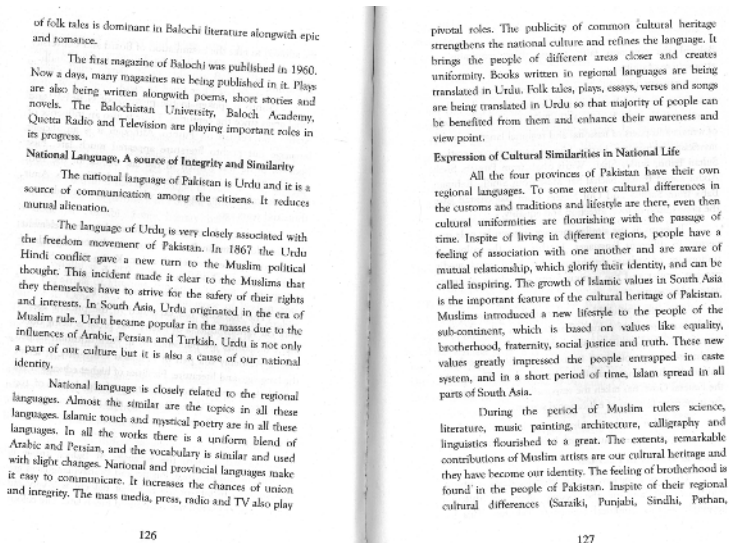 of folk tales is dominant in Balochi literature alongwith epic
and romance.
The first magazine of Balochi was published in 1960.
Now a days, many magazines are being published in it. Plays
are also being written alongwith poems, short stories and
novels. The Balochistan University, Baloch Academy,
Quetta Radio and Television are playing important roles in
its progress.
National Language, A source of Integrity and Similarity
The national language of Pakistan is Urdu and it is a
source of communication among the citizens. It reduces
mutual alienation.
The language of Urdu is very closely associated with
the freedom movement of Pakistan. In 1867 the Urdu
Hindi conflict gave a new turn to the Muslim political
thought. This incident made it clear to the Muslims that
they themselves have to strive for the safety of their rights
and interests. In South Asia, Urdu originated in the era of
Muslim rule. Urdu became popular in the masses due to the
influences of Arabic, Persian and Turkish. Urdu is not only
a part of our culture but it is also a cause of our national
identity.
National language is closely related to the regional
languages. Almost the similar are the topics in all these
languages. Islamic touch and mystical poetry are in all these
languages. In all the works there is a uniform blend of
Arabic and Persian, and the vocabulary is similar and used
with slight changes. National and provincial languages make
it easy to communicate. It increases the chances of union
and integrity. The mass media, press, radio and TV also play
126
pivotal roles. The publicity of common cultural heritage
strengthens the national culture and refines the language. It
brings the people of different areas closer and creates
uniformity. Books written in regional languages are being
translated in Urdu. Folk tales, plays, essays, verses and songs
are being translated in Urdu so that majority of people can
be benefited from them and enhance their awareness and
view point.
Expression of Cultural Similarities in National Life
All the four provinces of Pakistan have their own
regional languages. To some extent cultural differences in
the customs and traditions and lifestyle are there, even then
cultural uniformities are flourishing with the passage of
time. Inspite of living in different regions, people have a
feeling of association with one another and are aware of
mutual relationship, which glorify their identity, and can be
called inspiring. The growth of Islamic values in South Asia
is the important feature of the cultural heritage of Pakistan.
Muslims introduced a new lifestyle to the people of the
sub-continent, which is based on values like equality,
brotherhood, fraternity, social justice and truth. These new
values greatly impressed the people entrapped in caste
system, and in a short period of time, Islam spread in all
parts of South Asia.
During the period of Muslim rulers science,
literature, music painting, architecture, calligraphy and
linguistics flourished to a great. The extents, remarkable
contributions of Muslim artists are our cultural heritage and
they have become our identity. The feeling of brotherhood is
found in the people of Pakistan. Inspite of their regional
cultural differences (Saraiki, Punjabi, Sindhi, Pathan,
127